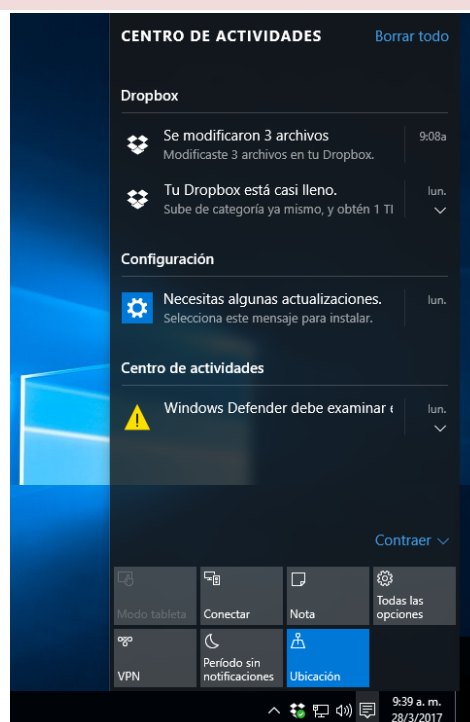 CENTRO DE ACTIVIDADES
Borrar todo
Dropbox
Se modificaron 3 archivos
9:08a
Modificaste 3 archivos en tu Dropbox.
Tu Dropbox está casi lleno.
lun.
Sube de categoría ya mismo, y obtén 1
Configuración
Necesitas algunas actualizaciones.
lun.
Selecciona este mensaje para instalar.
Centro de actividades
Windows Defender debe examinar
lun.
Contraer
Modo tableta
Conectar
Nota
Todas las
opciones
VPN
Período sin
notificaciones
Ubicación
9:39 a. m.
28/3/2017